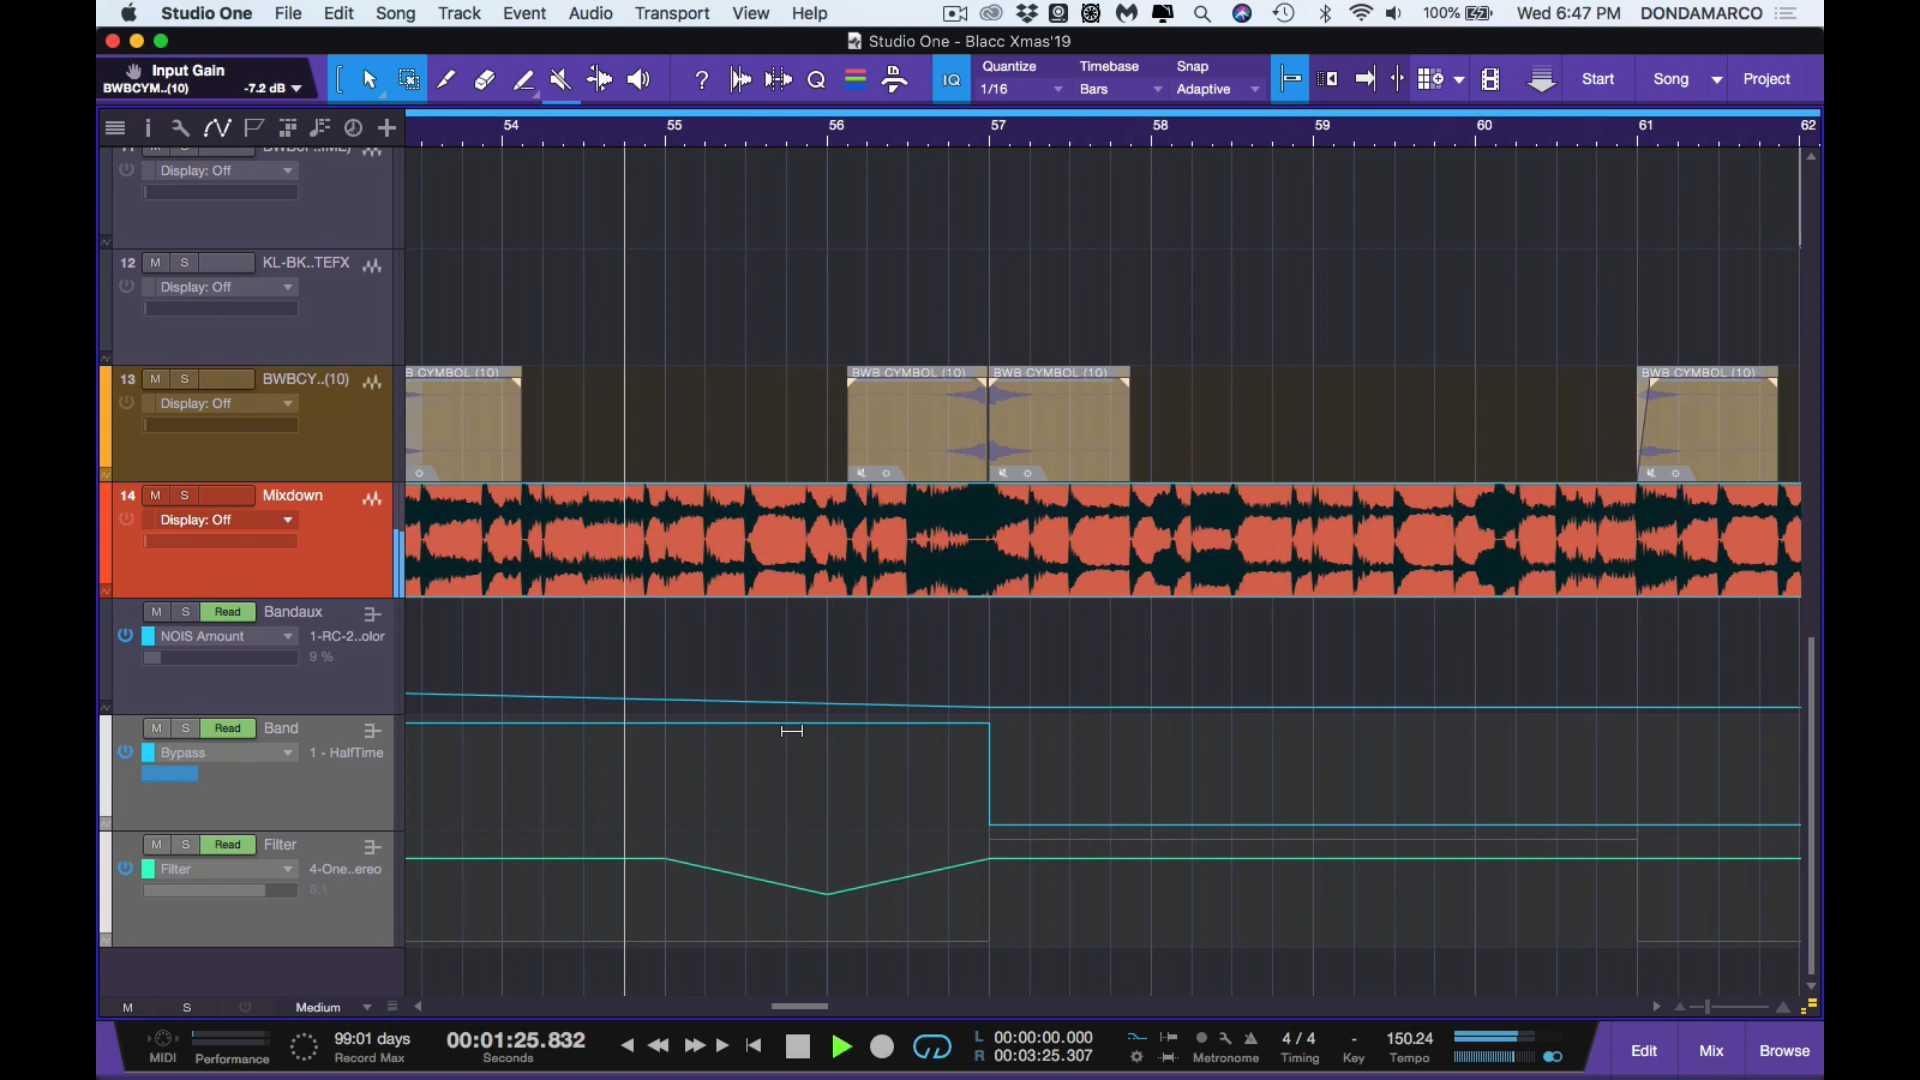 Studio One File Edit Song Track Event Audio Transport View Help 100% Wed 6:47 PM DONDAMARCO
Studio One - Blacc Xmas'19
Input Gain
BWBCYM..(10) -7.2 dB
Quantize Timebase Snap
1/16 Bars Adaptive
IQ Start Song Project
54 55 56 57 58 59 60 61 62
11 M S
Display: Off
12 M S KL-BK..TEFX
Display: Off
13 M S BWBCY..(10)
Display: Off
B CYMBOL (10) BWB CYMBOL (10) BWB CYMBOL (10) BWB CYMBOL (10)
14 M S Mixdown
Display: Off
M S Read Bandaux
NOIS Amount 1-RC-2..olor
9 %
M S Read Band
Bypass 1 - HalfTime
M S Read Filter
Filter 4-One..ereo
8.1
M S Medium
MIDI
Performance
99:01 days
Record Max
00:01:25.832
Seconds
L 00:00:00.000
R 00:03:25.307
Metronome
4 / 4
Timing
-
Key
150.24
Tempo
Edit Mix Browse